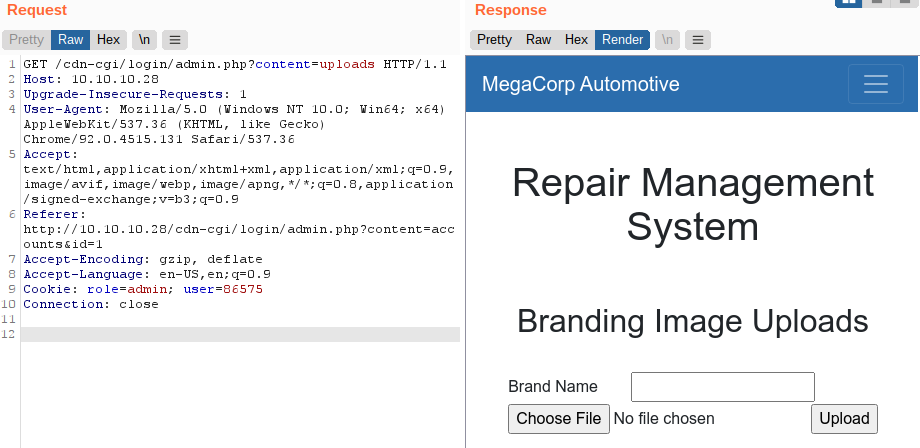 Request
Pretty Raw Hex \n
1 GET /cdn-cgi/login/admin.php?content=uploads HTTP/1.1
2 Host: 10.10.10.28
3 Upgrade-Insecure-Requests: 1
4 User-Agent: Mozilla/5.0 (Windows NT 10.0; Win64; x64)
AppleWebKit/537.36 (KHTML, like Gecko)
Chrome/92.0.4515.131 Safari/537.36
5 Accept:
text/html,application/xhtml+xml,application/xml;q=0.9,
image/avif,image/webp,image/apng,*/*;q=0.8,application
/signed-exchange;v=b3;q=0.9
6 Referer:
http://10.10.10.28/cdn-cgi/login/admin.php?content=acc
ounts&id=1
7 Accept-Encoding: gzip, deflate
8 Accept-Language: en-US,en;q=0.9
9 Cookie: role=admin; user=86575
10 Connection: close
11
12
Response
Pretty Raw Hex Render \n
MegaCorp Automotive
Repair Management
System
Branding Image Uploads
Brand Name
Choose File No file chosen Upload